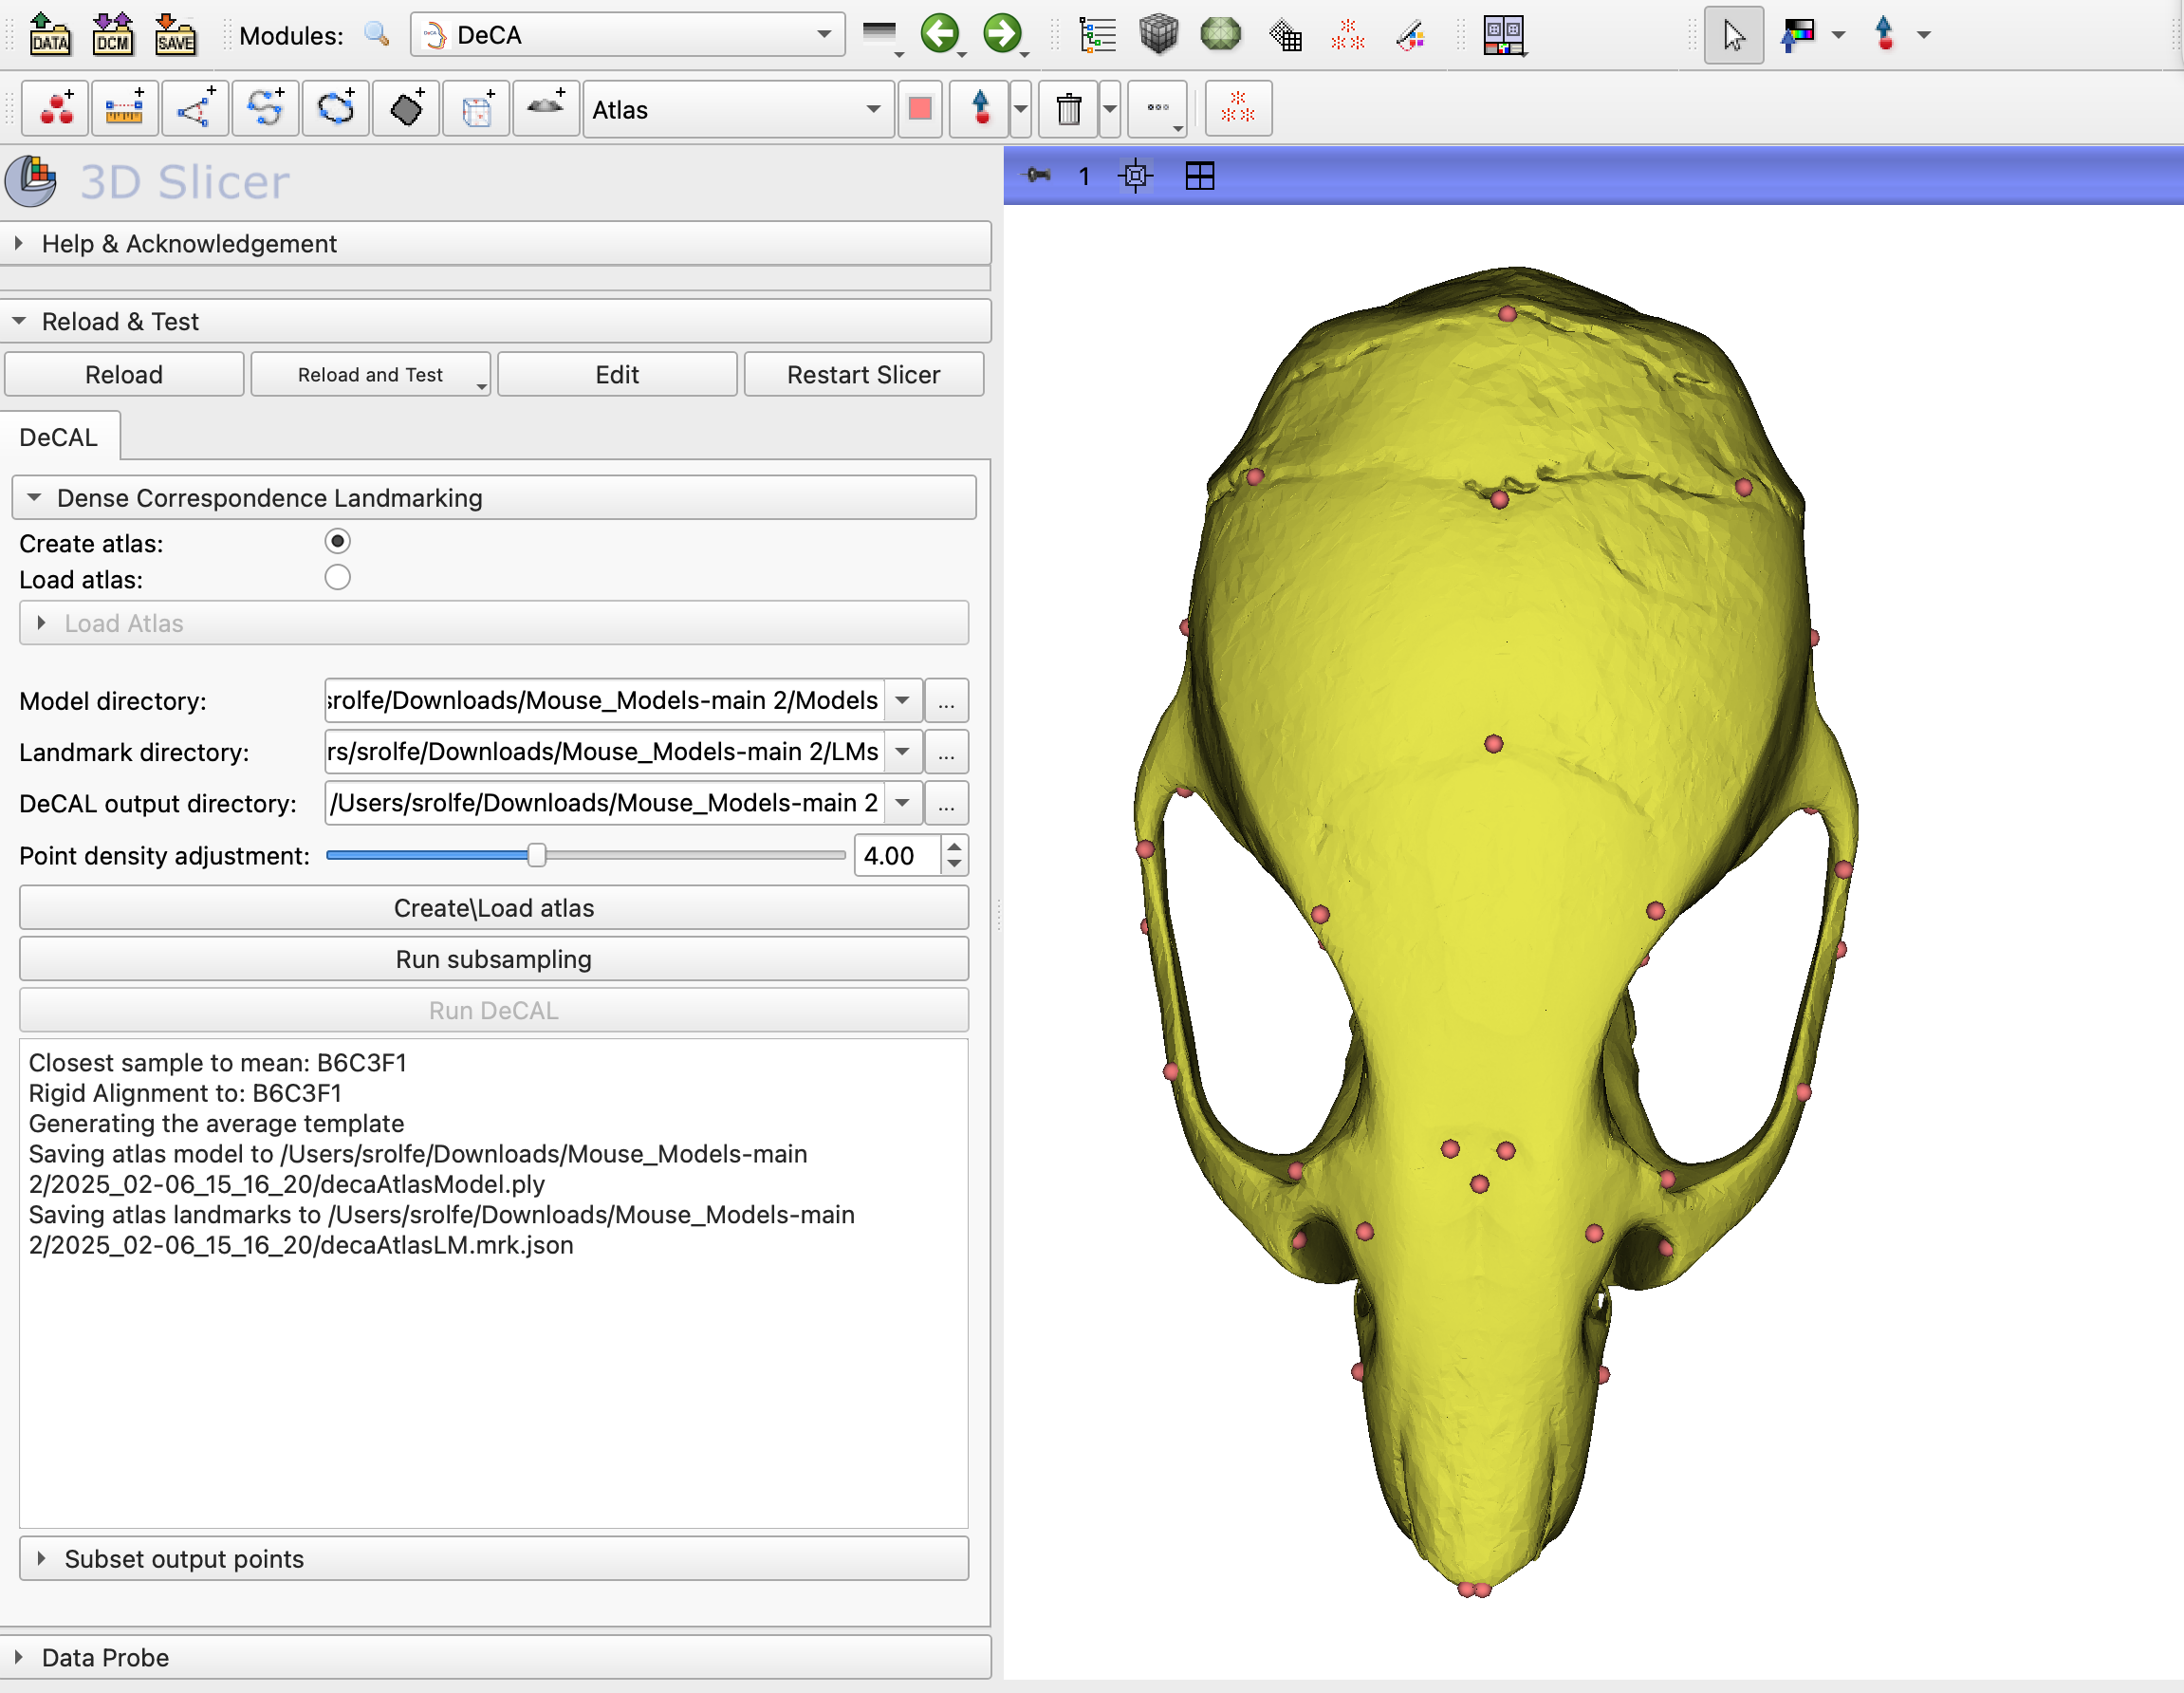 DATA DCM SAVE Modules: DeCA
Atlas
3D Slicer
1
Help & Acknowledgement
Reload & Test
Reload Reload and Test Edit Restart Slicer
DeCAL
Dense Correspondence Landmarking
Create atlas:
Load atlas:
Load Atlas
Model directory: srolfe/Downloads/Mouse_Models-main 2/Models ...
Landmark directory: rs/srolfe/Downloads/Mouse_Models-main 2/LMs ...
DeCAL output directory: /Users/srolfe/Downloads/Mouse_Models-main 2 ...
Point density adjustment: 4.00
Create\Load atlas
Run subsampling
Run DeCAL
Closest sample to mean: B6C3F1
Rigid Alignment to: B6C3F1
Generating the average template
Saving atlas model to /Users/srolfe/Downloads/Mouse_Models-main
2/2025_02-06_15_16_20/decaAtlasModel.ply
Saving atlas landmarks to /Users/srolfe/Downloads/Mouse_Models-main
2/2025_02-06_15_16_20/decaAtlasLM.mrk.json
Subset output points
Data Probe